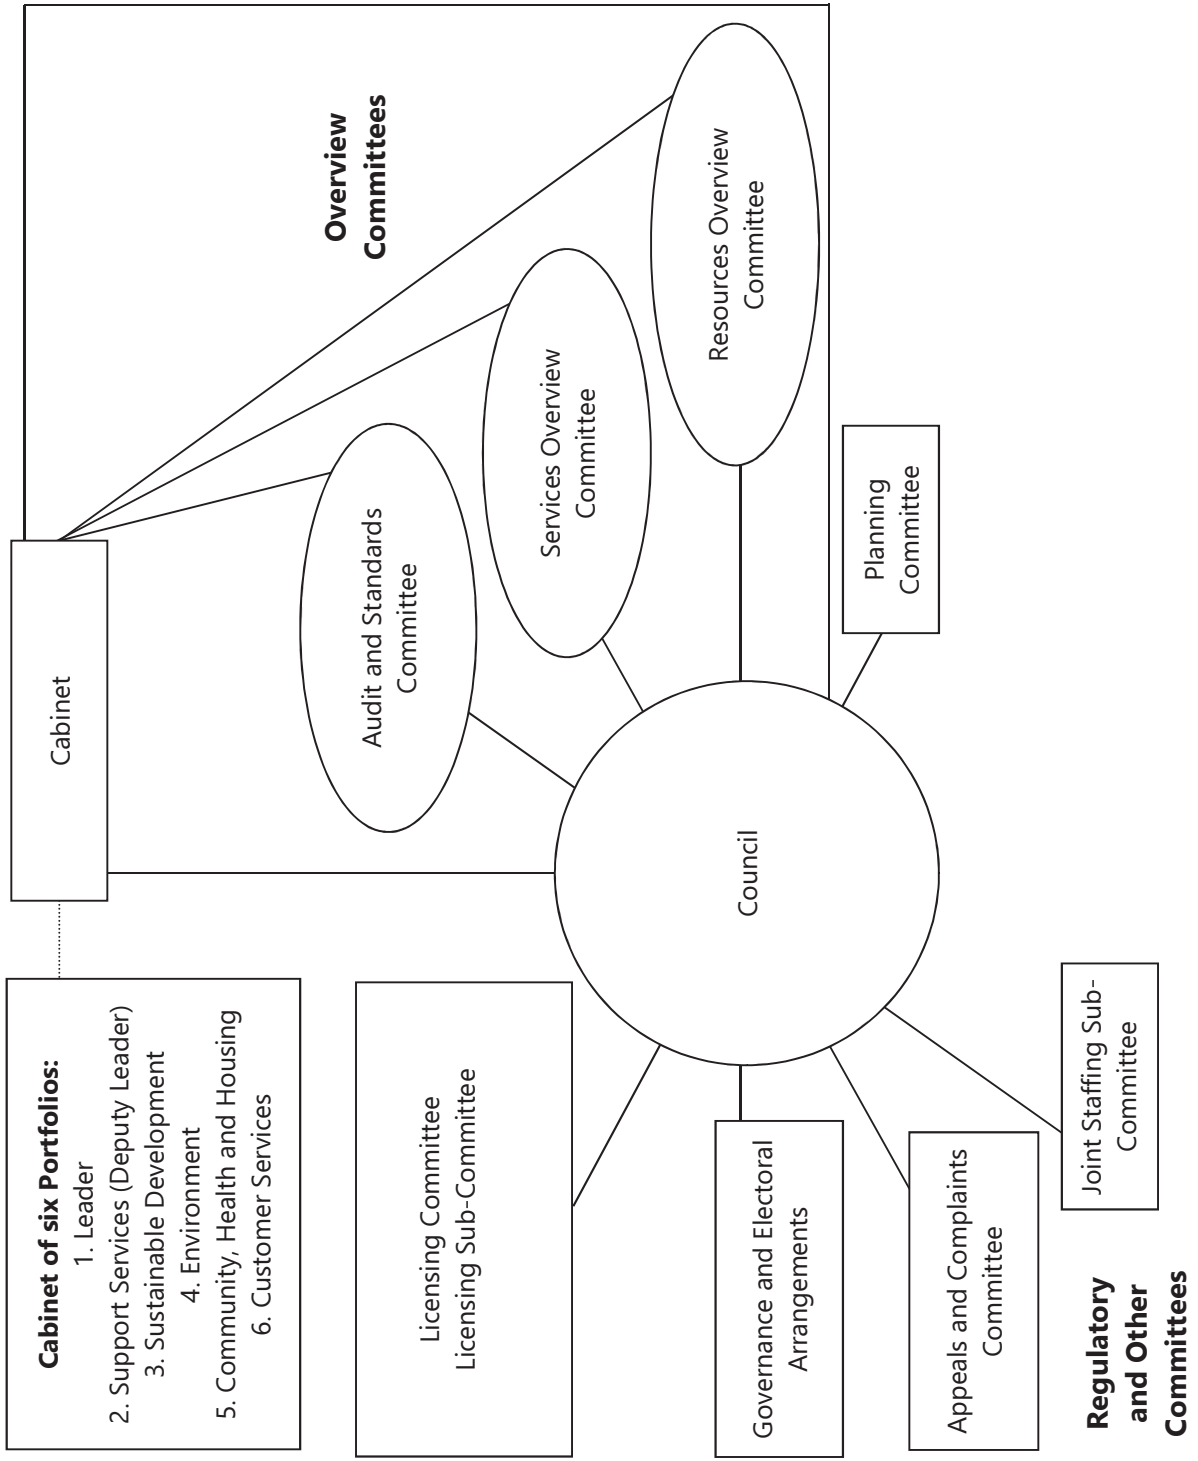 Cabinet of six Portfolios:
1. Leader
2. Support Services (Deputy Leader)
3. Sustainable Development
4. Environment
5. Community, Health and Housing
6. Customer Services
Cabinet
Overview
Committees
Audit and Standards
Committee
Services Overview
Committee
Resources Overview
Committee
Licensing Committee
Licensing Sub-Committee
Council
Governance and Electoral
Arrangements
Planning
Committee
Appeals and Complaints
Committee
Joint Staffing Sub-
Committee
Regulatory
and Other
Committees